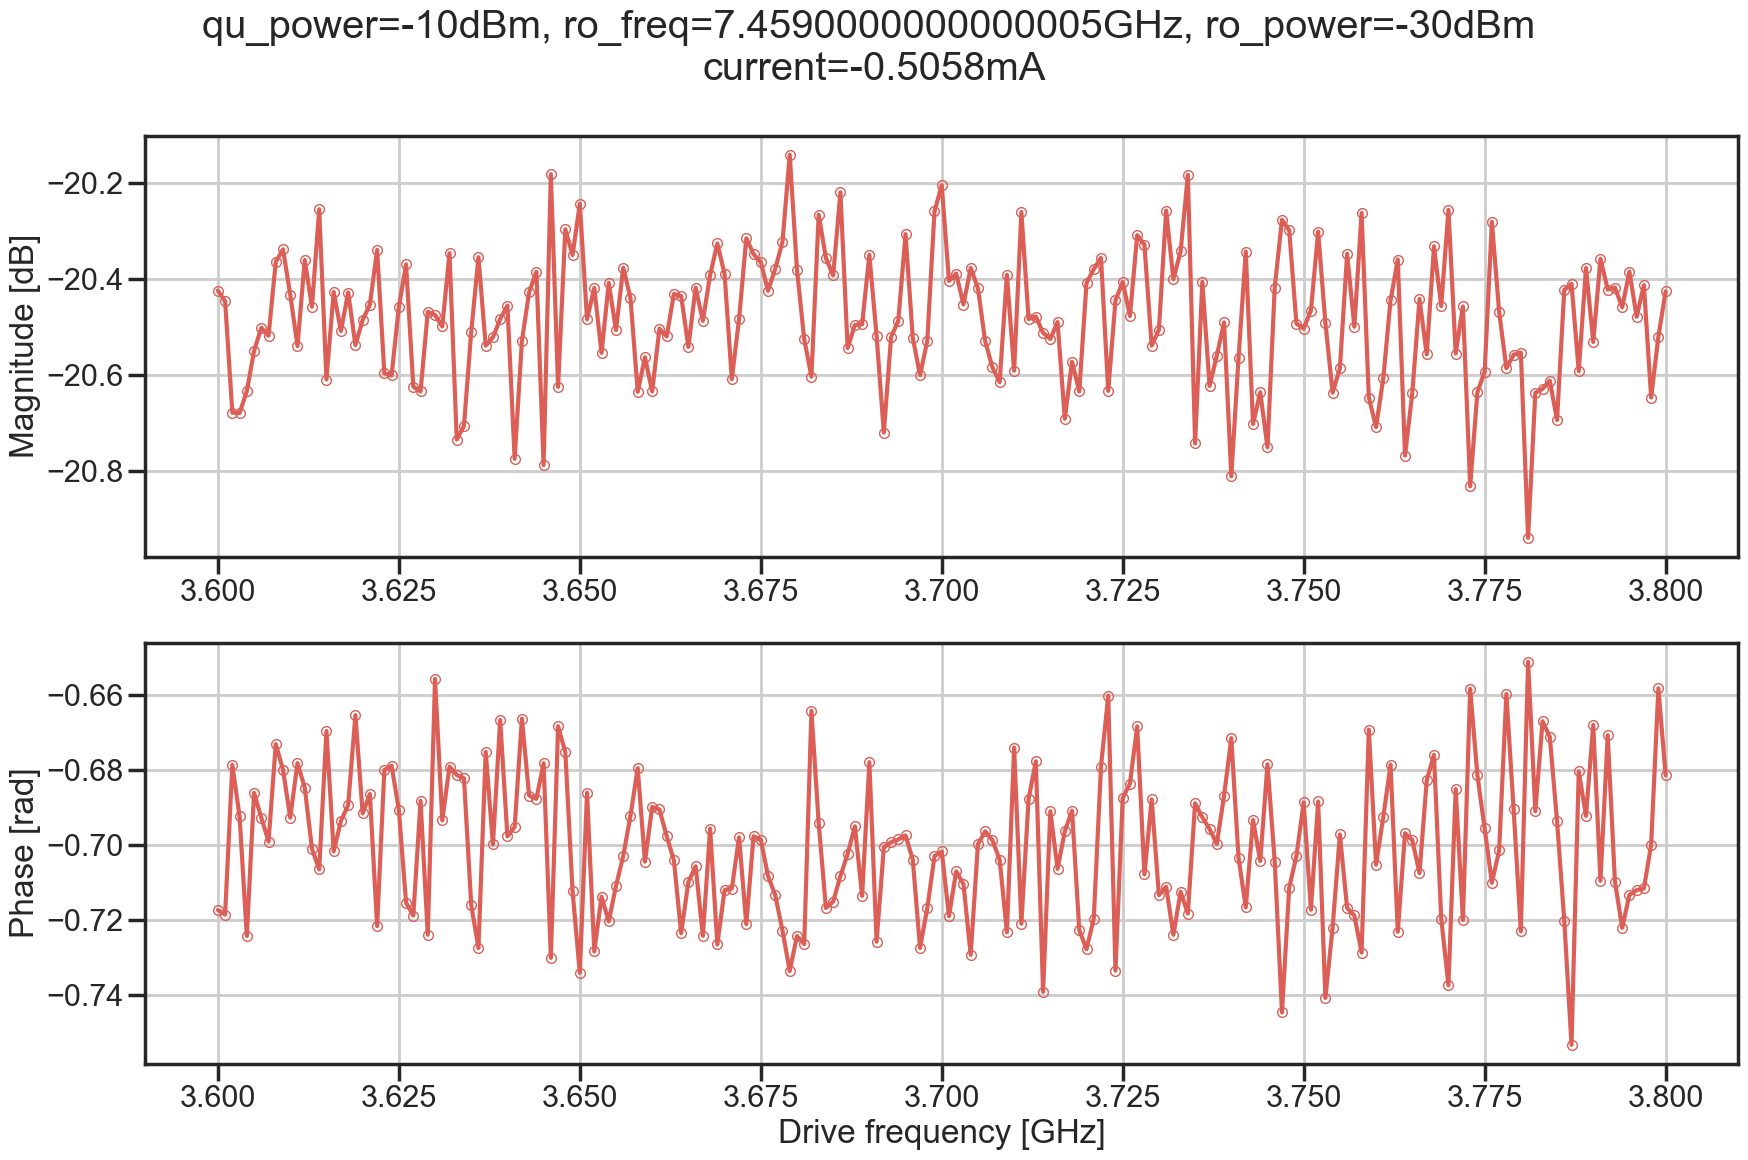 qu_power=-10dBm, ro_freq=7.4590000000000005GHz, ro_power=-30dBm
current=-0.5058mA
Magnitude [dB]
−20.2
−20.4
−20.6
−20.8
3.600 3.625 3.650 3.675 3.700 3.725 3.750 3.775 3.800
Phase [rad]
−0.66
−0.68
−0.70
−0.72
−0.74
3.600 3.625 3.650 3.675 3.700 3.725 3.750 3.775 3.800
Drive frequency [GHz]